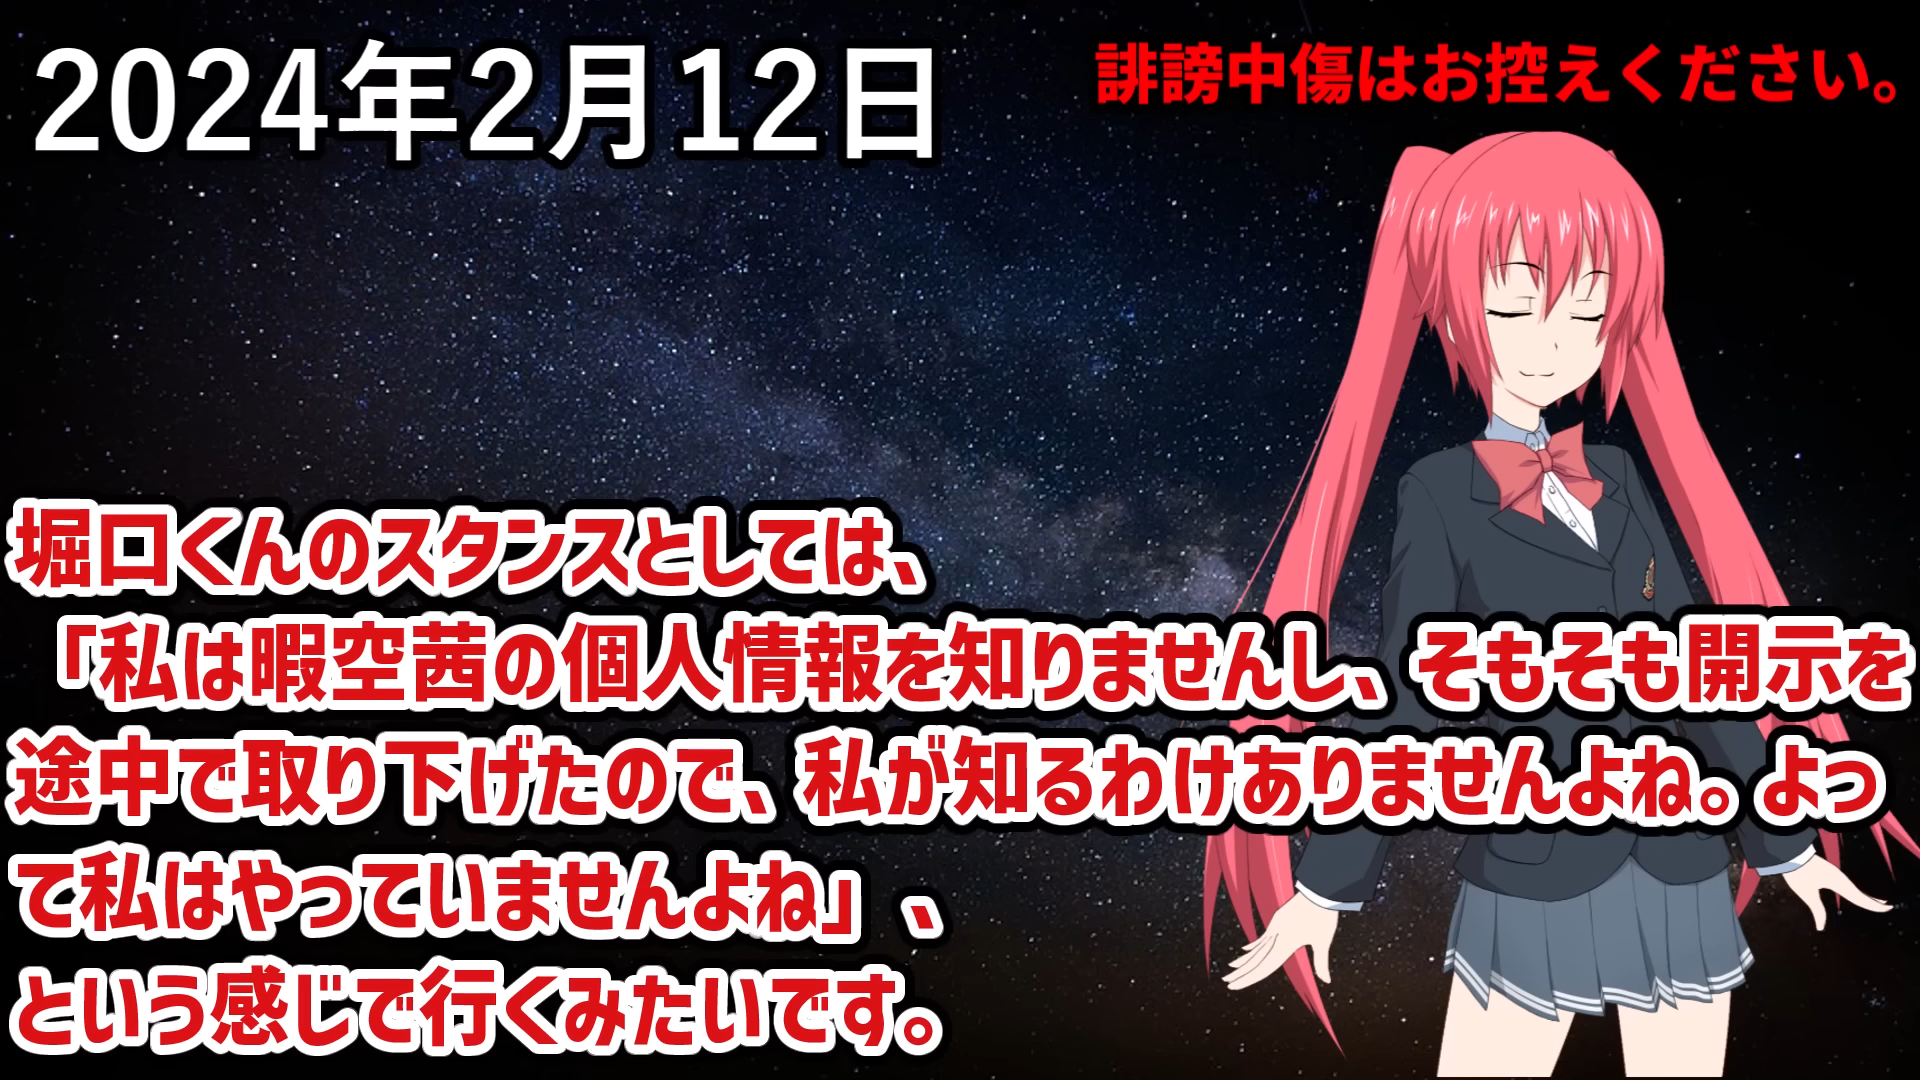 2024年2月12日
誹謗中傷はお控えください。
堀口くんのスタンスとしては、
「私は暇空茜の個人情報を知りませんし、そもそも開示を
途中で取り下げたので、私が知るわけありませんよね。よっ
て私はやっていませんよね」、
という感じで行くみたいです。